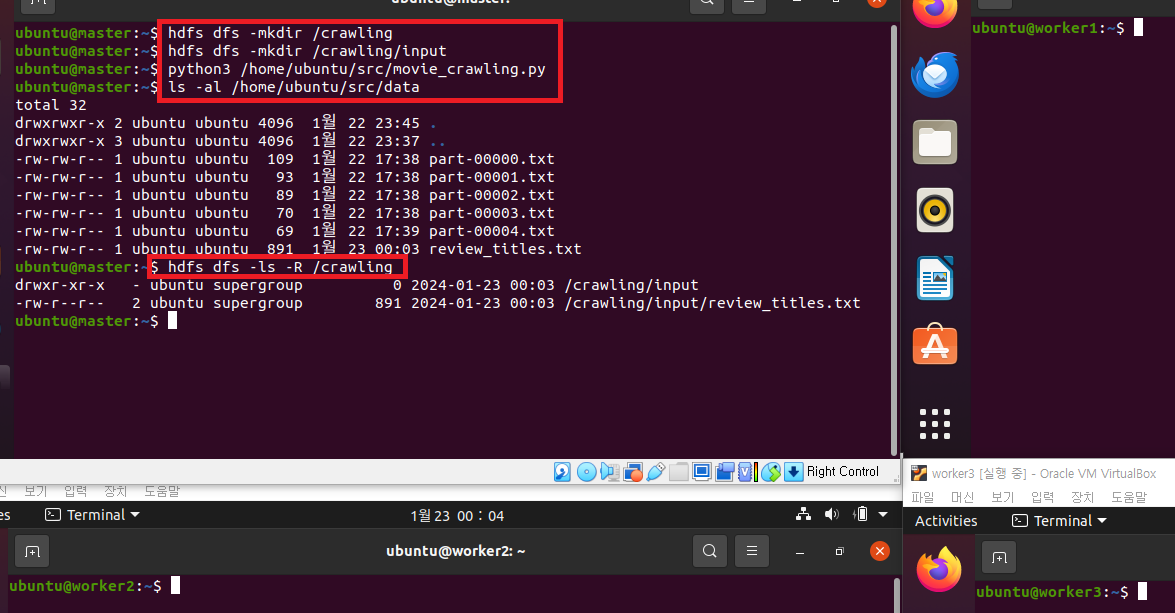 ubuntu@master:
ubuntu@master:~$ hdfs dfs -mkdir /crawling
ubuntu@master:~$ hdfs dfs -mkdir /crawling/input
ubuntu@master:~$ python3 /home/ubuntu/src/movie_crawling.py
ubuntu@master:~$ ls -al /home/ubuntu/src/data
total 32
drwxrwxr-x 2 ubuntu ubuntu 4096  1월 22 23:45 .
drwxrwxr-x 3 ubuntu ubuntu 4096  1월 22 23:37 ..
-rw-rw-r-- 1 ubuntu ubuntu  109  1월 22 17:38 part-00000.txt
-rw-rw-r-- 1 ubuntu ubuntu   93  1월 22 17:38 part-00001.txt
-rw-rw-r-- 1 ubuntu ubuntu   89  1월 22 17:38 part-00002.txt
-rw-rw-r-- 1 ubuntu ubuntu   70  1월 22 17:38 part-00003.txt
-rw-rw-r-- 1 ubuntu ubuntu   69  1월 22 17:39 part-00004.txt
-rw-rw-r-- 1 ubuntu ubuntu  891  1월 23 00:03 review_titles.txt
ubuntu@master:~$ hdfs dfs -ls -R /crawling
drwxr-xr-x   - ubuntu supergroup          0 2024-01-23 00:03 /crawling/input
-rw-r--r--   2 ubuntu supergroup        891 2024-01-23 00:03 /crawling/input/review_titles.txt
ubuntu@master:~$
ubuntu@worker1:~$
Right Control
보기 입력 장치 도움말
Terminal 1월 23 00 : 04
ubuntu@worker2: ~
ubuntu@worker2:~$
worker3 [실행 중] - Oracle VM VirtualBox
파일 머신 보기 입력 장치 도움말
Activities Terminal
ubuntu@worker3:~$